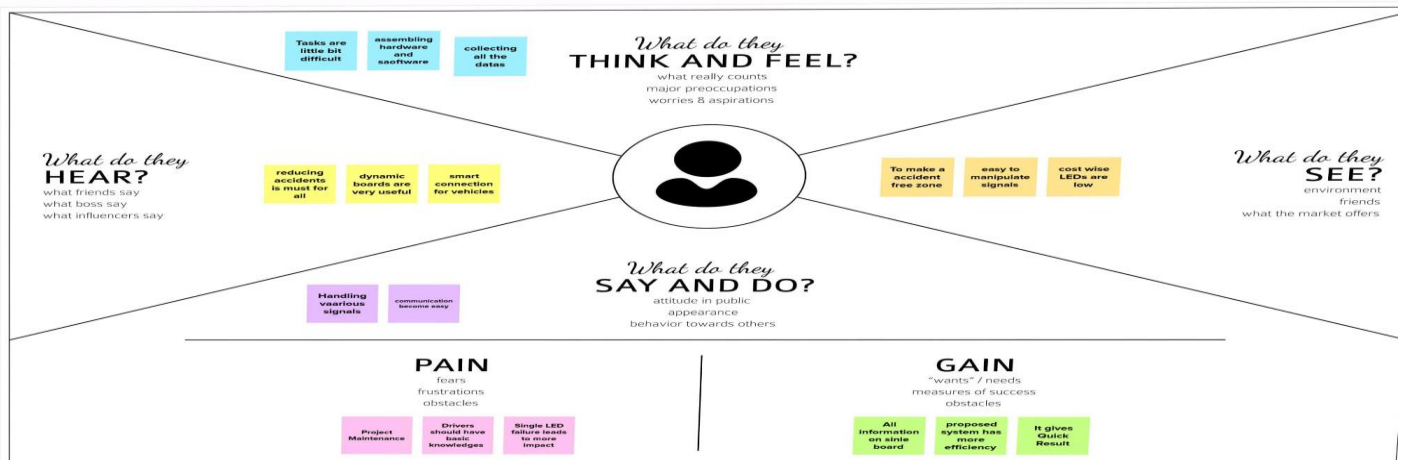 What do they
THINK AND FEEL?
what really counts
major preoccupations
worries & aspirations
Tasks are
little bit
difficult
assembling
hardware
and
saoftware
collecting
all the
datas
What do they
HEAR?
what friends say
what boss say
what influencers say
reducing
accidents
is must for
all
dynamic
boards are
very useful
smart
connection
for vehicles
What do they
SEE?
environment
friends
what the market offers
To make a
accident
free zone
easy to
manipulate
signals
cost wise
LEDs are
low
What do they
SAY AND DO?
attitude in public
appearance
behavior towards others
Handling
vaarious
signals
communication
become easy
PAIN
fears
frustrations
obstacles
Project
Maintenance
Drivers
should have
basic
knowledges
Single LED
failure leads
to more
impact
GAIN
"wants" / needs
measures of success
obstacles
All
information
on sinle
board
proposed
system has
more
efficiency
It gives
Quick
Result